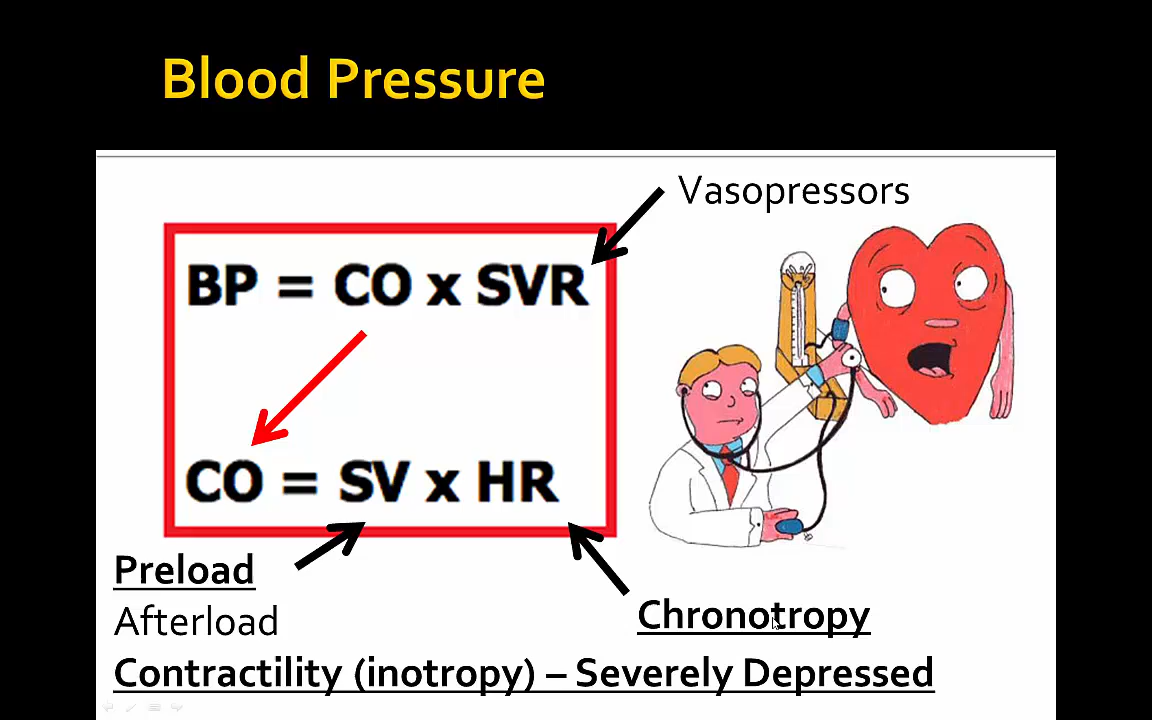 Blood Pressure
Vasopressors
BP = CO x SVR
CO = SV x HR
Preload
Afterload
Chronotropy
Contractility (inotropy) – Severely Depressed